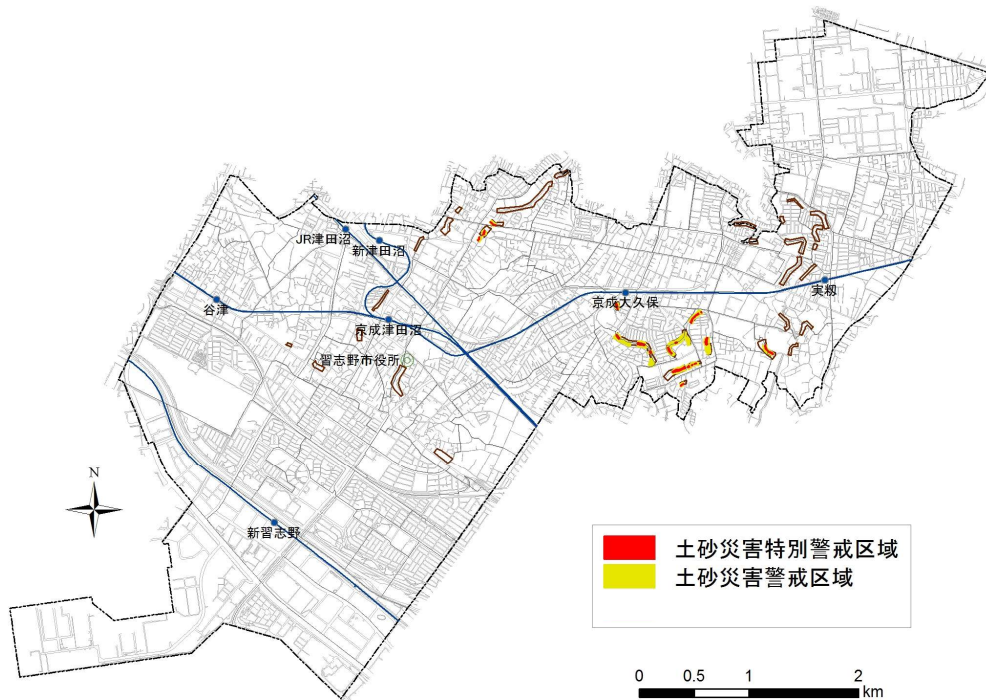 JR津田沼
新津田沼
谷津
京成津田沼
京成大久保
実籾
習志野市役所
新習志野
N
土砂災害特別警戒区域
土砂災害警戒区域
0 0.5 1 2
km